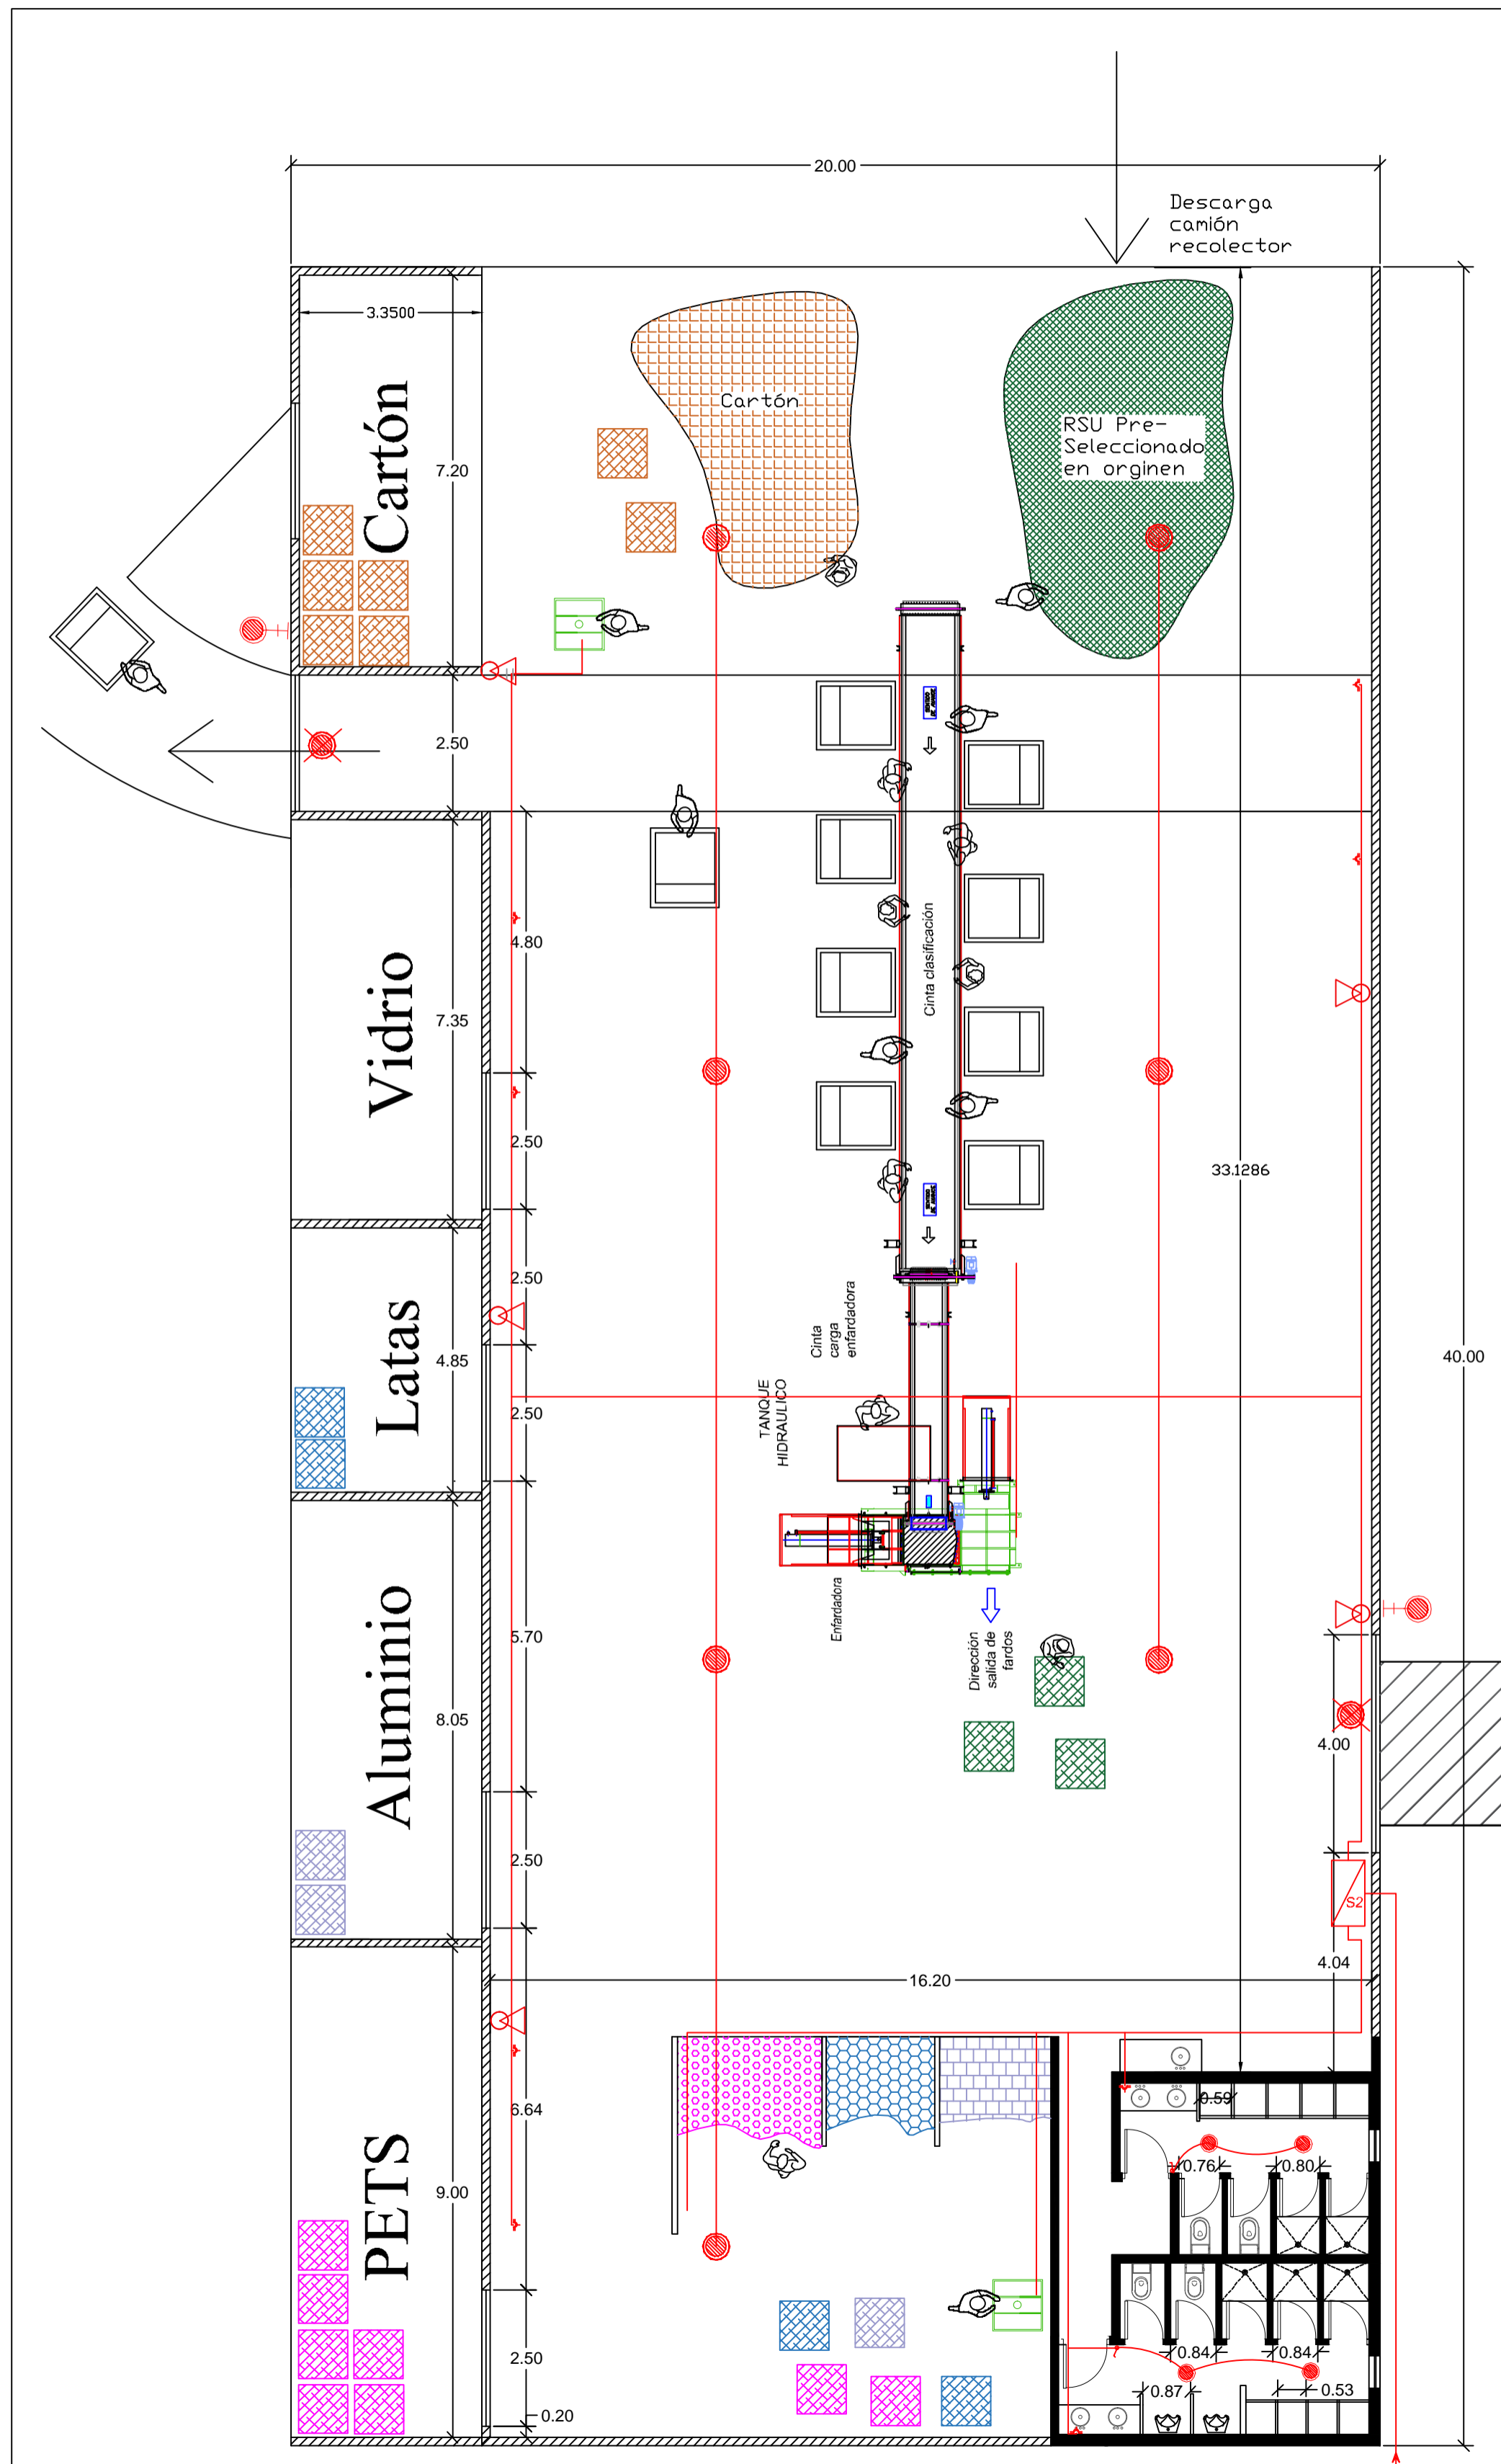 20.00
Descarga
camión
recolector
3.3500
Cartón
7.20
Cartón
RSU Pre-
Seleccionado
en orginen
2.50
4.80
Vidrio
7.35
Cinta clasificación
2.50
33.1286
2.50
Cinta
carga
enfardadora
Latas
4.85
40.00
2.50
TANQUE
HIDRAULICO
Enfardadora
Aluminio
5.70
Dirección
salida de
fardos
8.05
4.00
2.50
S2
4.04
16.20
0.59
6.64
0.76
0.80
PETS
9.00
2.50
0.84
0.84
0.87
0.53
0.20